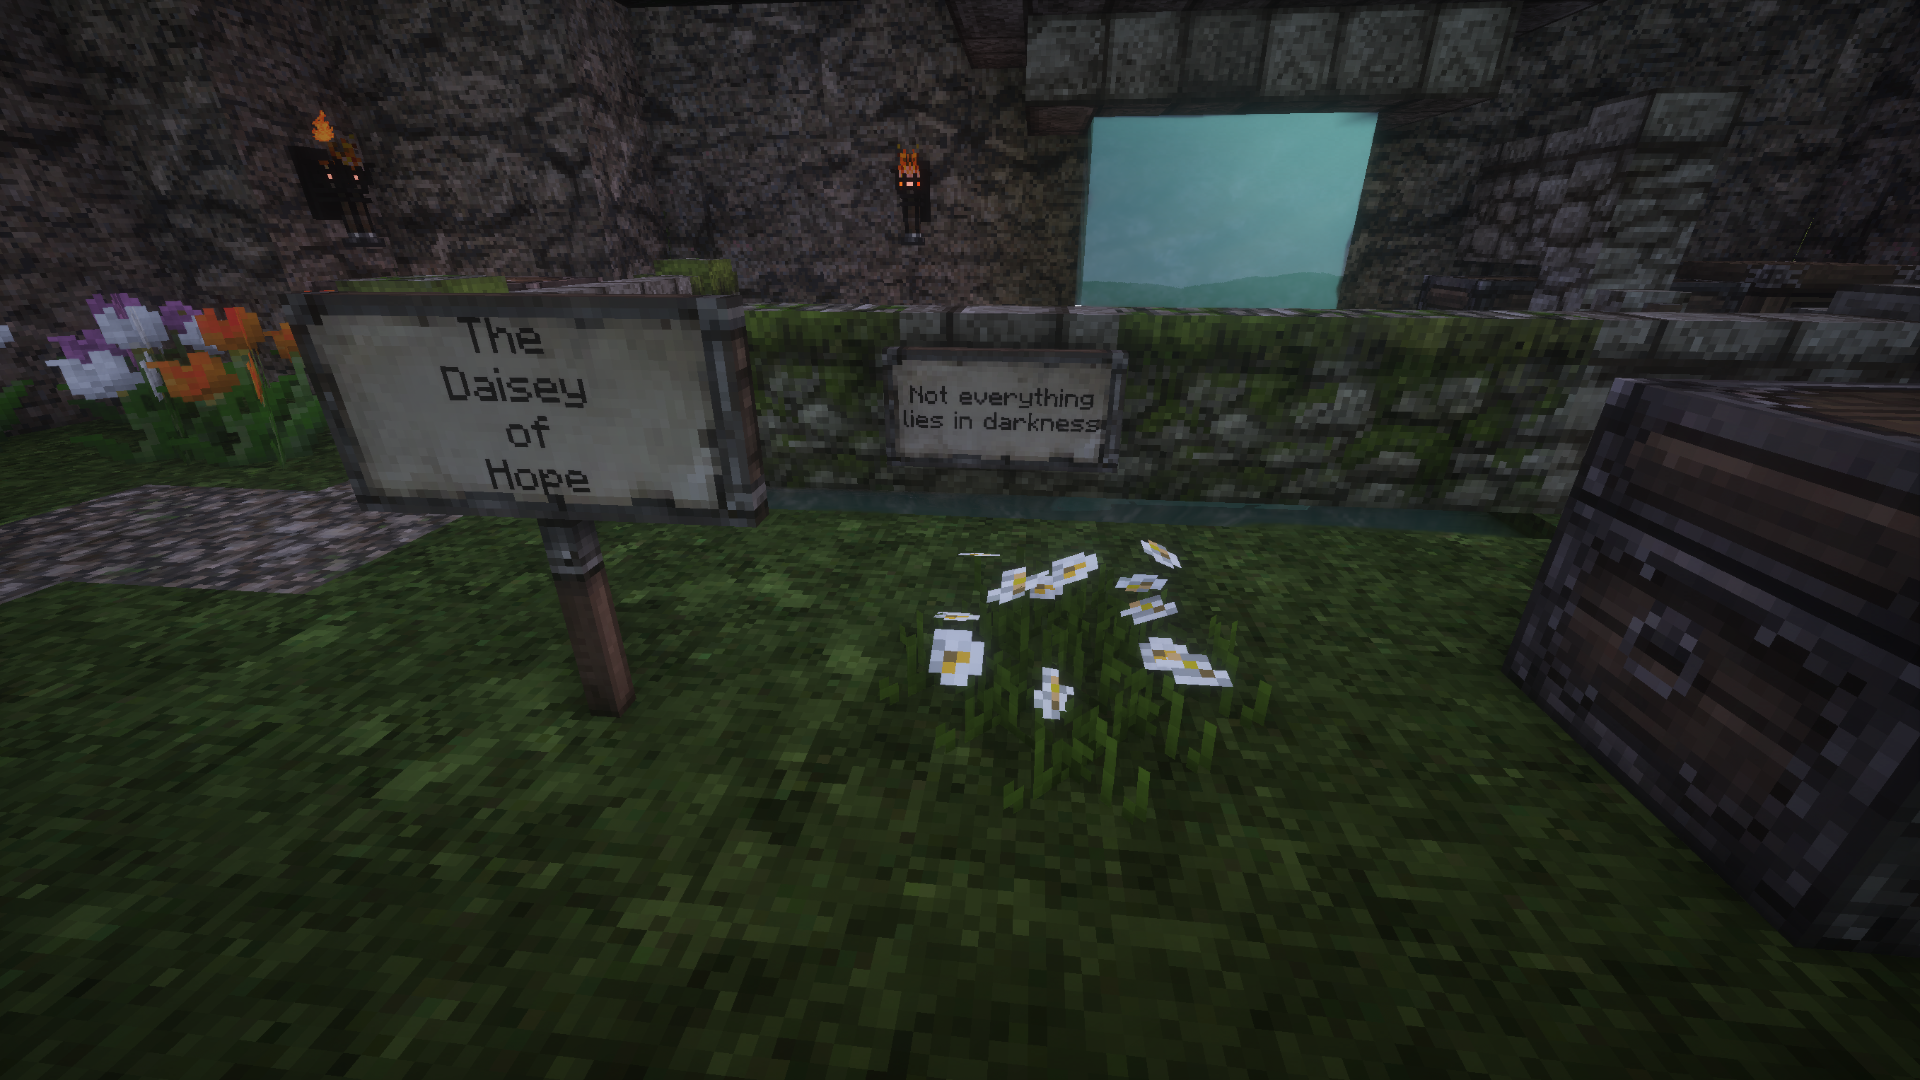 The
Daisey
of
Hope
Not everything
lies in darkness